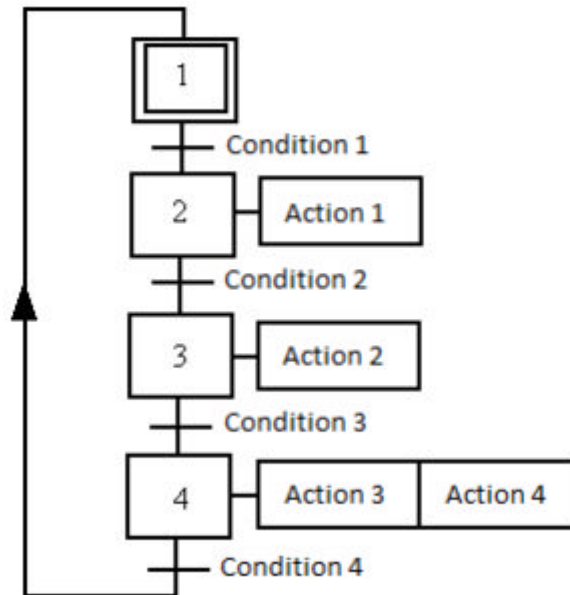 1
Condition 1
2
Action 1
Condition 2
3
Action 2
Condition 3
4
Action 3
Action 4
Condition 4